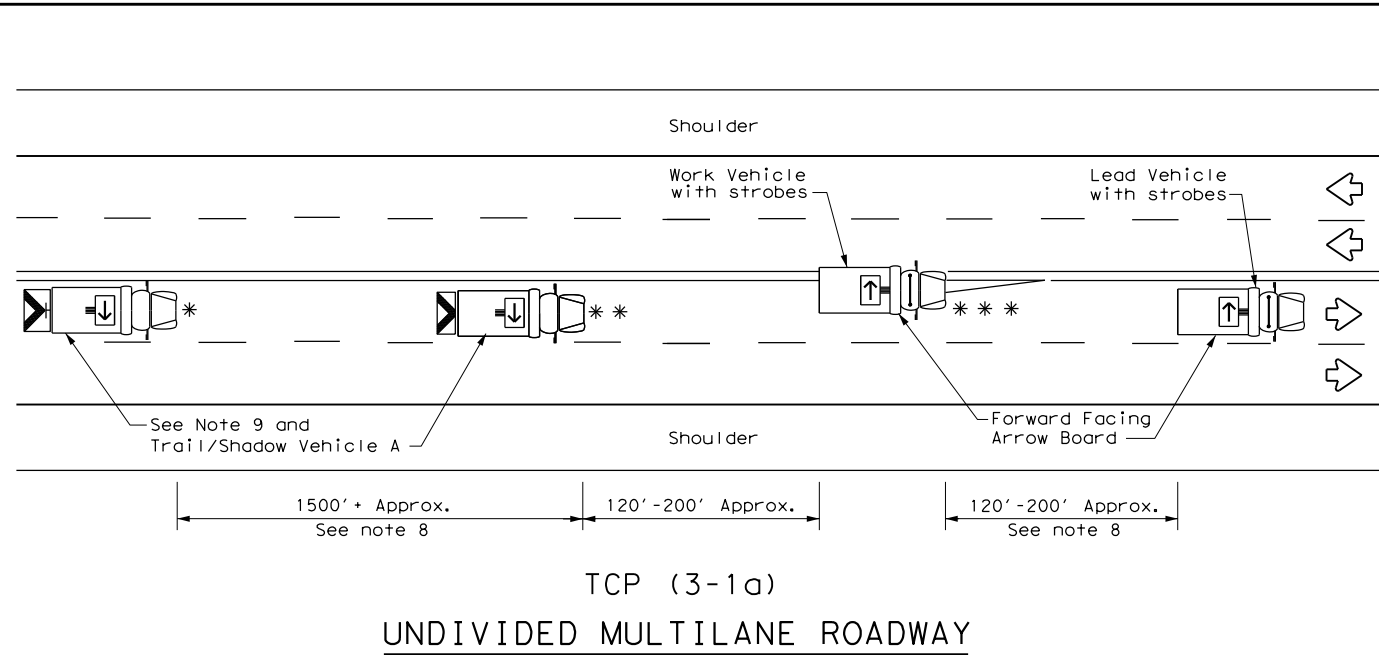 Shoulder
Work Vehicle
with strobes
Lead Vehicle
with strobes
*
* *
* * *
See Note 9 and
Trail/Shadow Vehicle A
Shoulder
Forward Facing
Arrow Board
1500'+ Approx.
See note 8
120'-200' Approx.
120'-200' Approx.
See note 8
TCP (3-1a)
UNDIVIDED MULTILANE ROADWAY